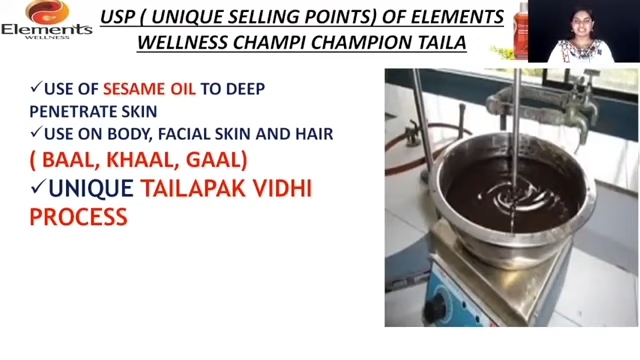 Elements
WELLNESS
USP ( UNIQUE SELLING POINTS) OF ELEMENTS
WELLNESS CHAMPI CHAMPION TAILA
✓USE OF SESAME OIL TO DEEP
PENETRATE SKIN
✓USE ON BODY, FACIAL SKIN AND HAIR
( BAAL, KHAAL, GAAL)
✓UNIQUE TAILAPAK VIDHI
PROCESS